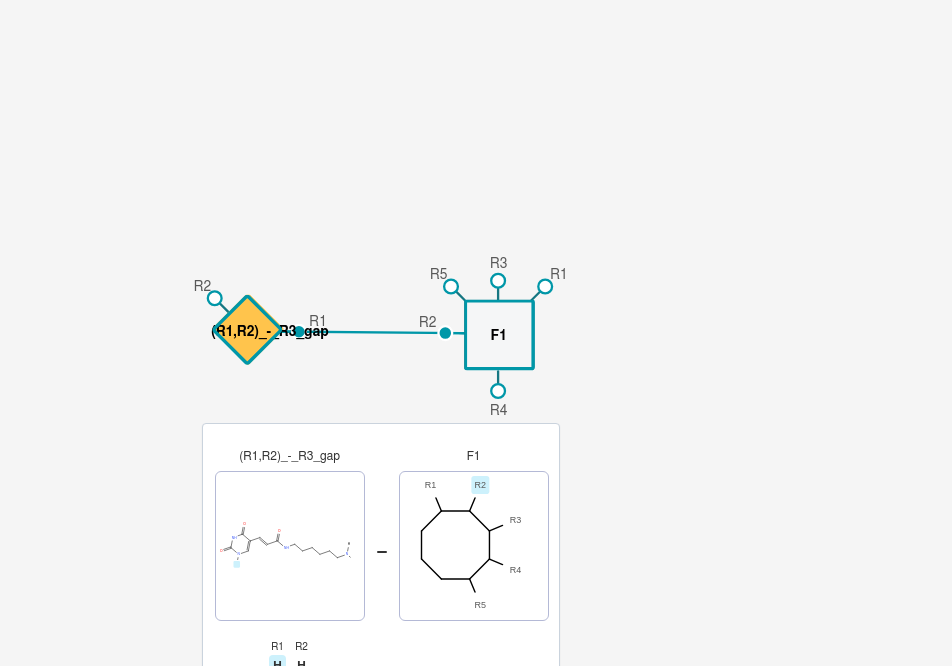 R3
R5
R1
R2
R1
R2
(R1,R2)_-_R3_gap
F1
R4
(R1,R2)_-_R3_gap
F1
R1
R2
R3
R4
R5
R1 R2
H H